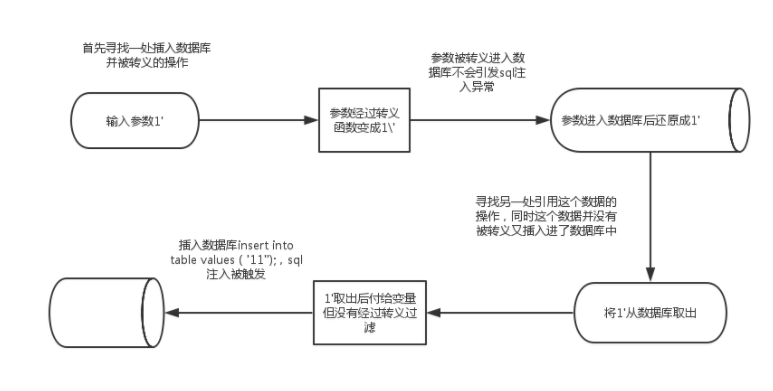 首先寻找一处插入数据库
并被转义的操作
输入参数1'
参数经过转义
函数变成1\'
参数被转义进入数
据库不会引发sql注
入异常
参数进入数据库后还原成1'
寻找另一处引用这个数据的
操作，同时这个数据并没有
被转义又插入进了数据库中
将1'从数据库取出
1'取出后付给变量
但没有经过转义过
滤
插入数据库insert into
table values（ '11''); , sql
注入被触发